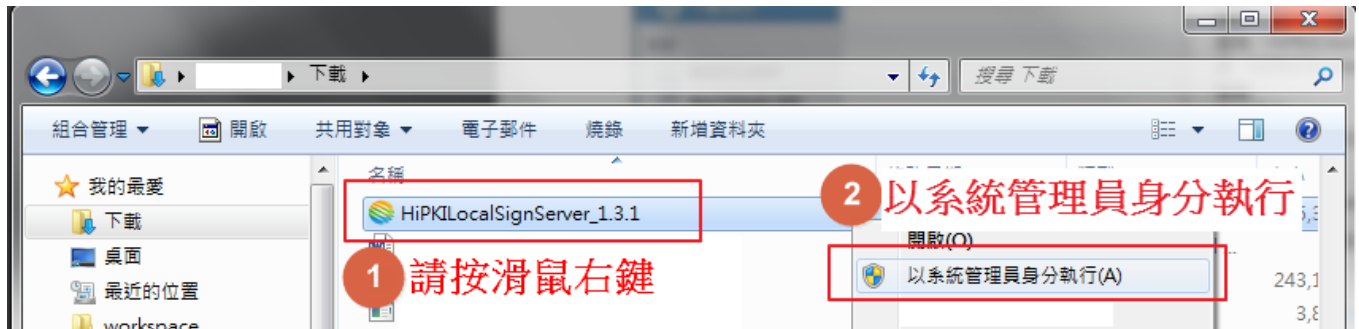 下載
搜尋 下載
組合管理 開啟 共用對象 電子郵件 燒錄 新增資料夾
我的最愛
名稱
2 以系統管理員身分執行
下載
HiPKILocalSignServer_1.3.1
桌面
開啟(O)
1 請按滑鼠右鍵
以系統管理員身分執行(A)
最近的位置
243,1
workspace
3,8